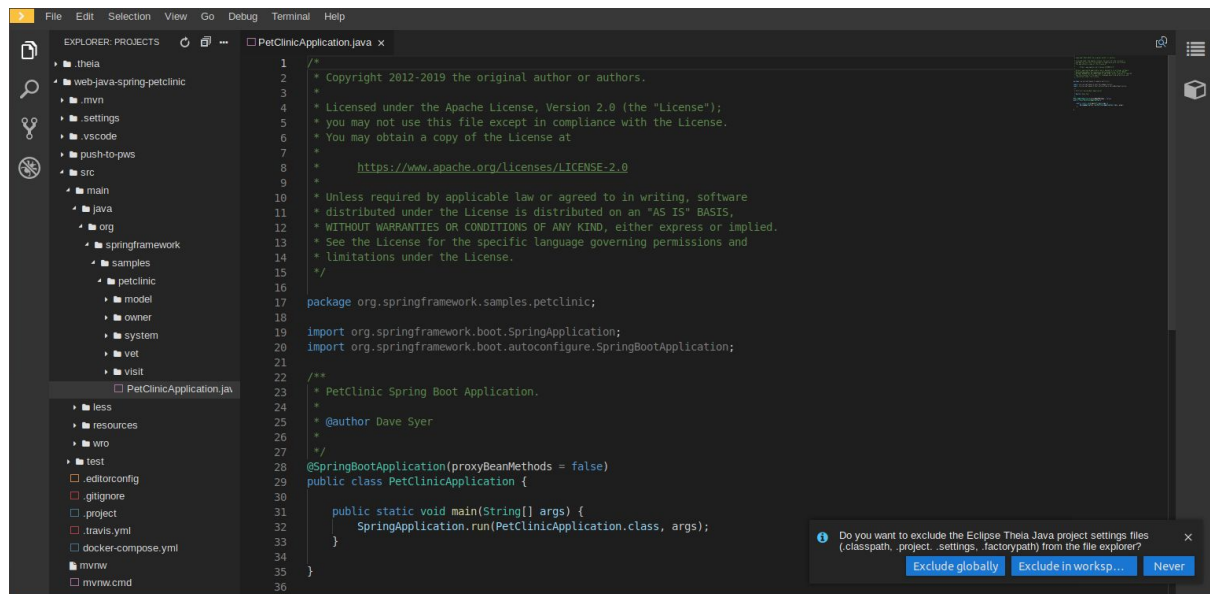 File Edit Selection View Go Debug Terminal Help
EXPLORER: PROJECTS
.theia
web-java-spring-petclinic
.mvn
.settings
.vscode
push-to-pws
src
main
java
org
springframework
samples
petclinic
model
owner
system
vet
visit
PetClinicApplication.jav
less
resources
wro
test
.editorconfig
.gitignore
.project
.travis.yml
docker-compose.yml
mvnw
mvnw.cmd
PetClinicApplication.java ×
1 /*
2 * Copyright 2012-2019 the original author or authors.
3 *
4 * Licensed under the Apache License, Version 2.0 (the "License");
5 * you may not use this file except in compliance with the License.
6 * You may obtain a copy of the License at
7 *
8 * https://www.apache.org/licenses/LICENSE-2.0
9 *
10 * Unless required by applicable law or agreed to in writing, software
11 * distributed under the License is distributed on an "AS IS" BASIS,
12 * WITHOUT WARRANTIES OR CONDITIONS OF ANY KIND, either express or implied.
13 * See the License for the specific language governing permissions and
14 * limitations under the License.
15 */
16
17 package org.springframework.samples.petclinic;
18
19 import org.springframework.boot.SpringApplication;
20 import org.springframework.boot.autoconfigure.SpringBootApplication;
21
22 /**
23 * PetClinic Spring Boot Application.
24 *
25 * @author Dave Syer
26 *
27 */
28 @SpringBootApplication(proxyBeanMethods = false)
29 public class PetClinicApplication {
30
31 public static void main(String[] args) {
32 SpringApplication.run(PetClinicApplication.class, args);
33 }
34
35 }
36
Do you want to exclude the Eclipse Theia Java project settings files
(.classpath, .project. .settings, .factorypath) from the file explorer?
Exclude globally Exclude in worksp... Never